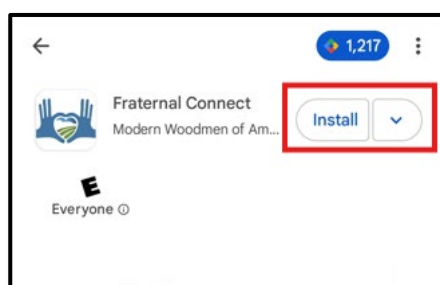 1,217
Fraternal Connect
Modern Woodmen of Am...
Install
E
Everyone